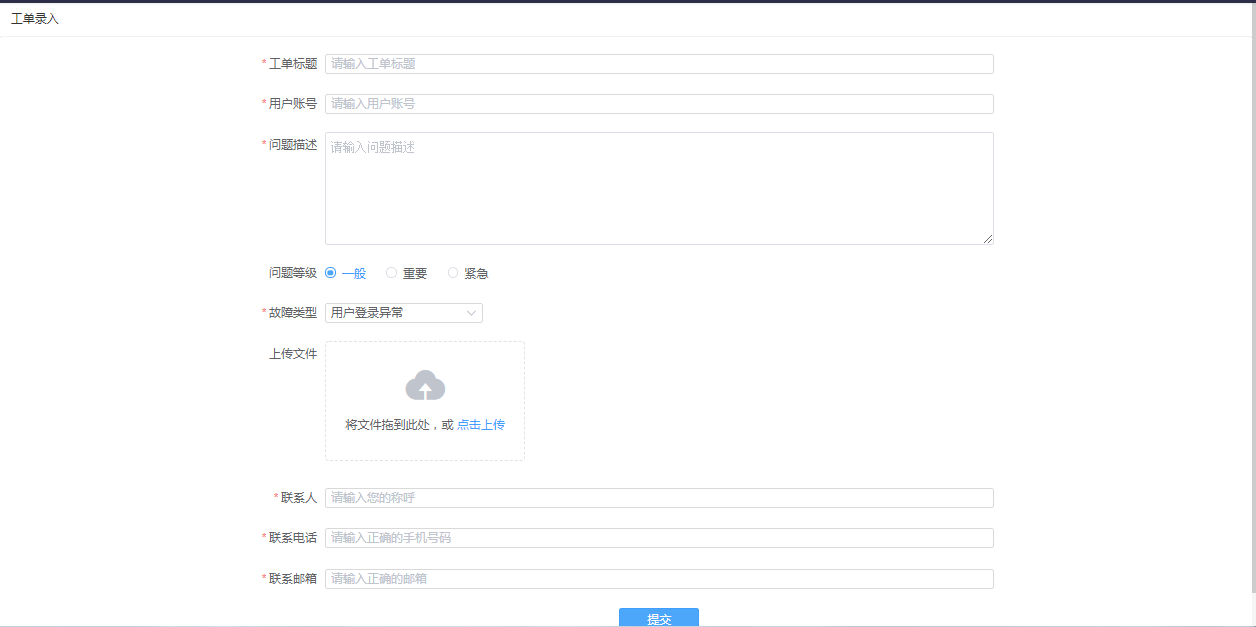 工单录入
*工单标题 请输入工单标题
*用户账号 请输入用户账号
*问题描述 请输入问题描述
问题等级 一般 重要 紧急
*故障类型 用户登录异常
上传文件
将文件拖到此处，或 点击上传
*联系人 请输入您的称呼
*联系电话 请输入正确的手机号码
*联系邮箱 请输入正确的邮箱
提交